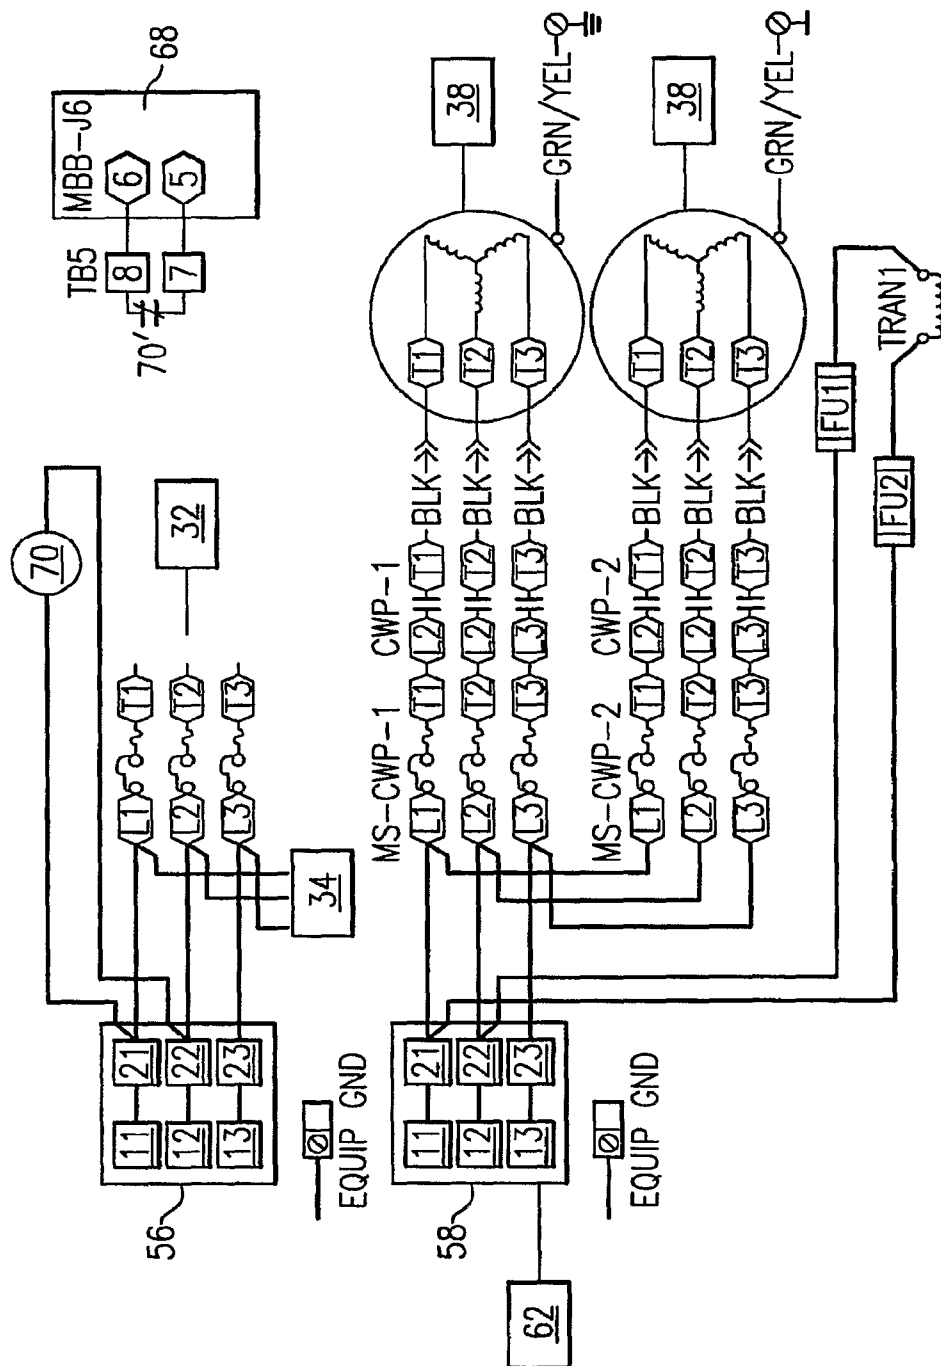 70
MBB-J6
68
TB5
8
6
7
5
70'
56
11
21
L1
T1
12
22
L2
T2
32
13
23
L3
T3
34
EQUIP GND
MS-CWP-1
CWP-1
58
11
21
L1
T1
L2
T1
BLK
T1
38
12
22
L2
T2
L2
T2
BLK
T2
13
23
L3
T3
L3
T3
BLK
T3
GRN/YEL
62
EQUIP GND
MS-CWP-2
CWP-2
L1
T1
L2
T1
BLK
T1
38
L2
T2
L2
T2
BLK
T2
L3
T3
L3
T3
BLK
T3
GRN/YEL
FU1
FU2
TRAN1